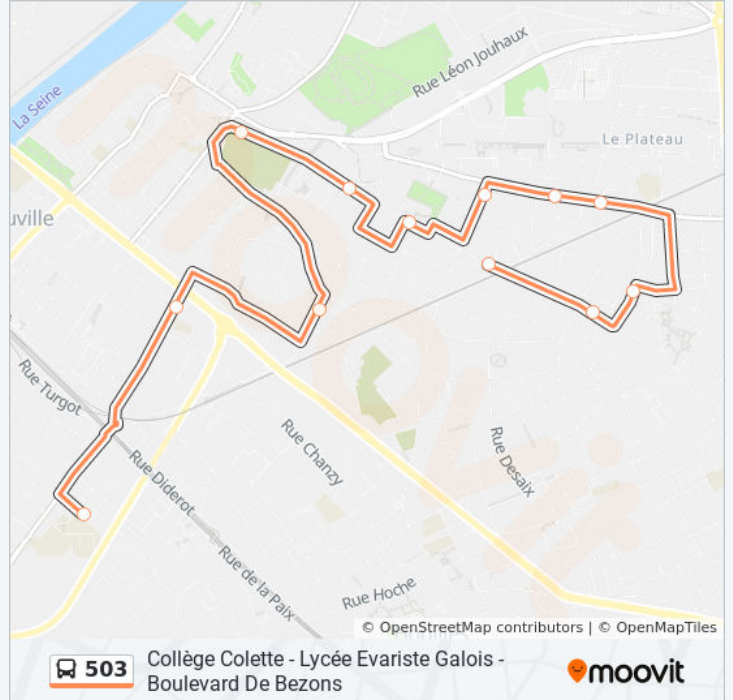 Rue Léon Jouhaux
La Seine
Le Plateau
uville
Rue Turgot
Rue Chanzy
Rue Desaix
Rue Diderot
Rue de la Paix
Rue Hoche
© OpenStreetMap contributors | © OpenMapTiles
503
Collège Colette - Lycée Evariste Galois -
Boulevard De Bezons
moovit